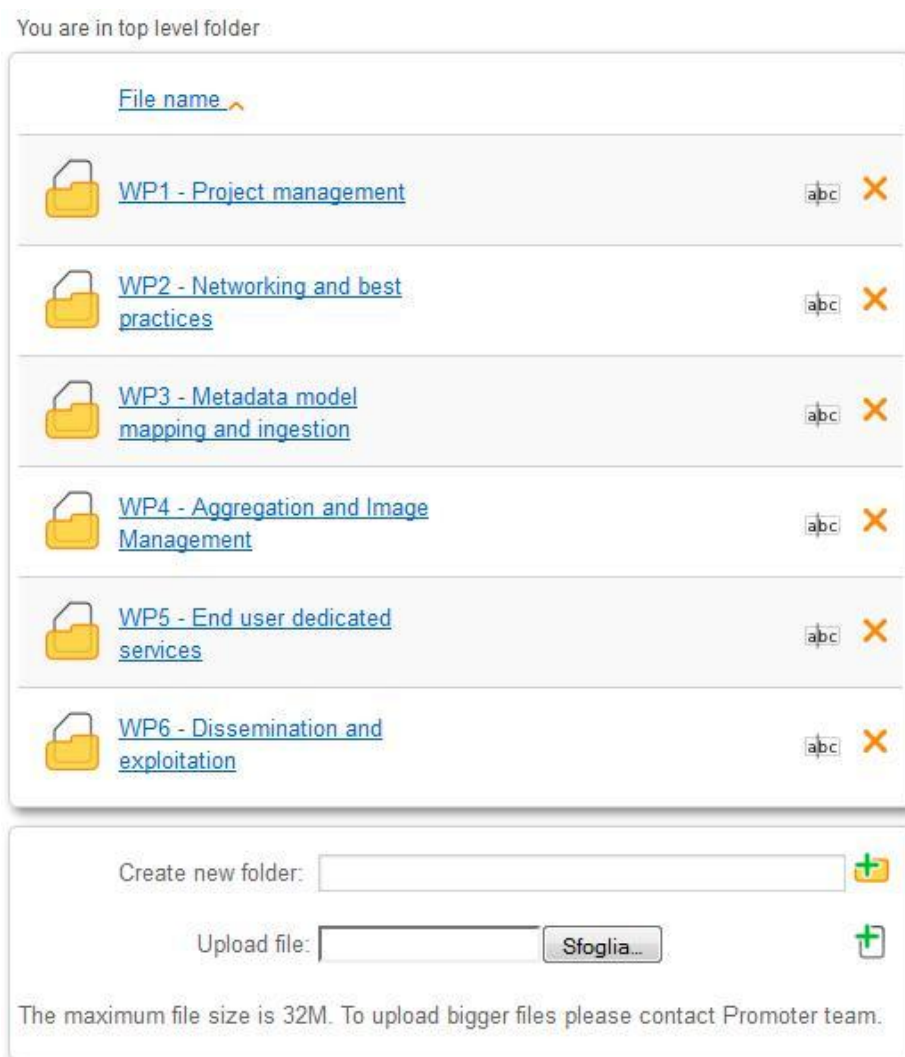 You are in top level folder
File name
WP1 - Project management
abc
WP2 - Networking and best
practices
abc
WP3 - Metadata model
mapping and ingestion
abc
WP4 - Aggregation and Image
Management
abc
WP5 - End user dedicated
services
abc
WP6 - Dissemination and
exploitation
abc
Create new folder:
Upload file: Sfoglia...
The maximum file size is 32M. To upload bigger files please contact Promoter team.